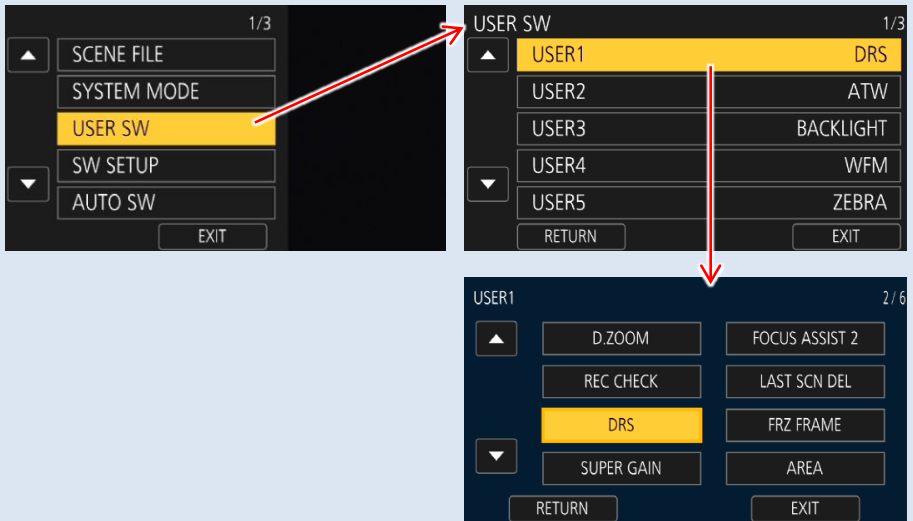 1/3
SCENE FILE
SYSTEM MODE
USER SW
SW SETUP
AUTO SW
EXIT
USER SW 1/3
USER1 DRS
USER2 ATW
USER3 BACKLIGHT
USER4 WFM
USER5 ZEBRA
RETURN EXIT
USER1 2/6
D.ZOOM FOCUS ASSIST 2
REC CHECK LAST SCN DEL
DRS FRZ FRAME
SUPER GAIN AREA
RETURN EXIT